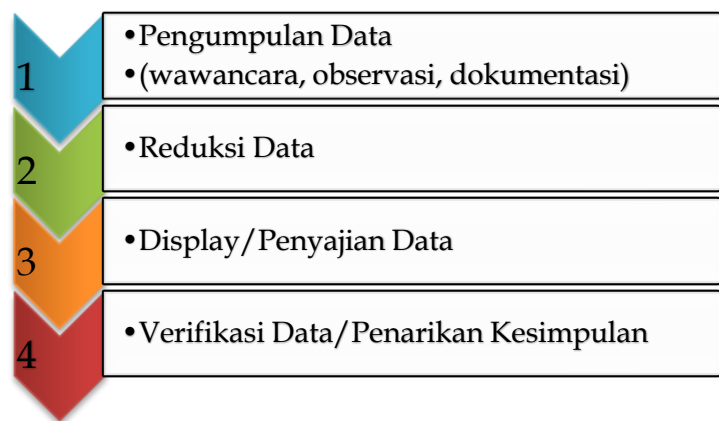 1
•Pengumpulan Data
•(wawancara, observasi, dokumentasi)
2
•Reduksi Data
3
•Display/Penyajian Data
4
•Verifikasi Data/Penarikan Kesimpulan